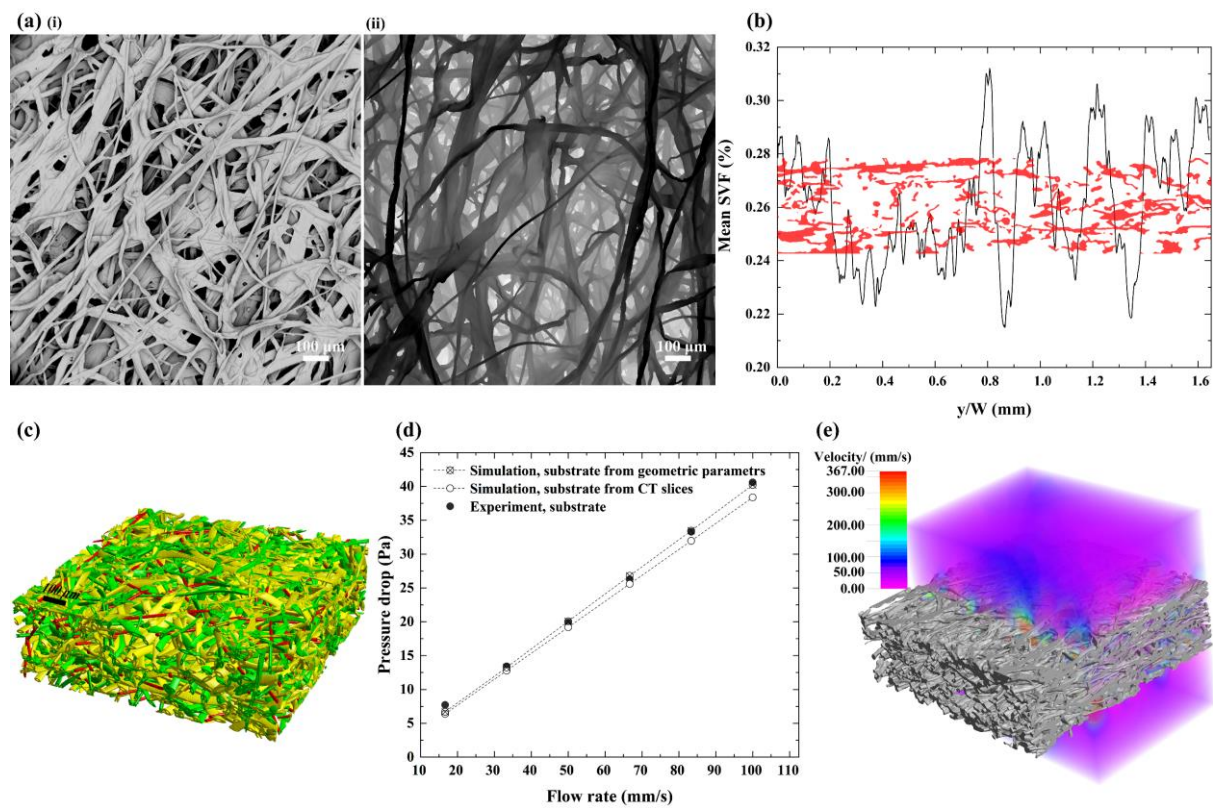 (a) (i)
(ii)
100 μm
100 μm
(b)
0.32
0.30
0.28
0.26
0.24
0.22
0.20
Mean SVF (%)
0.0 0.2 0.4 0.6 0.8 1.0 1.2 1.4 1.6
y/W (mm)
(c)
(d)
45
40
35
30
25
20
15
10
5
0
Pressure drop (Pa)
Simulation, substrate from geometric parametrs
Simulation, substrate from CT slices
Experiment, substrate
10 20 30 40 50 60 70 80 90 100 110
Flow rate (mm/s)
(e)
Velocity/ (mm/s)
367.00
300.00
200.00
100.00
50.00
0.00